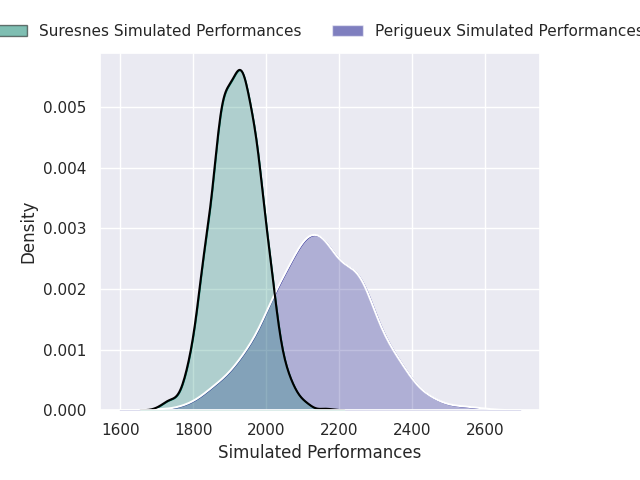 Suresnes Simulated Performances
Perigueux Simulated Performances
0.005
0.004
0.003
0.002
0.001
0.000
Density
1600 1800 2000 2200 2400 2600
Simulated Performances